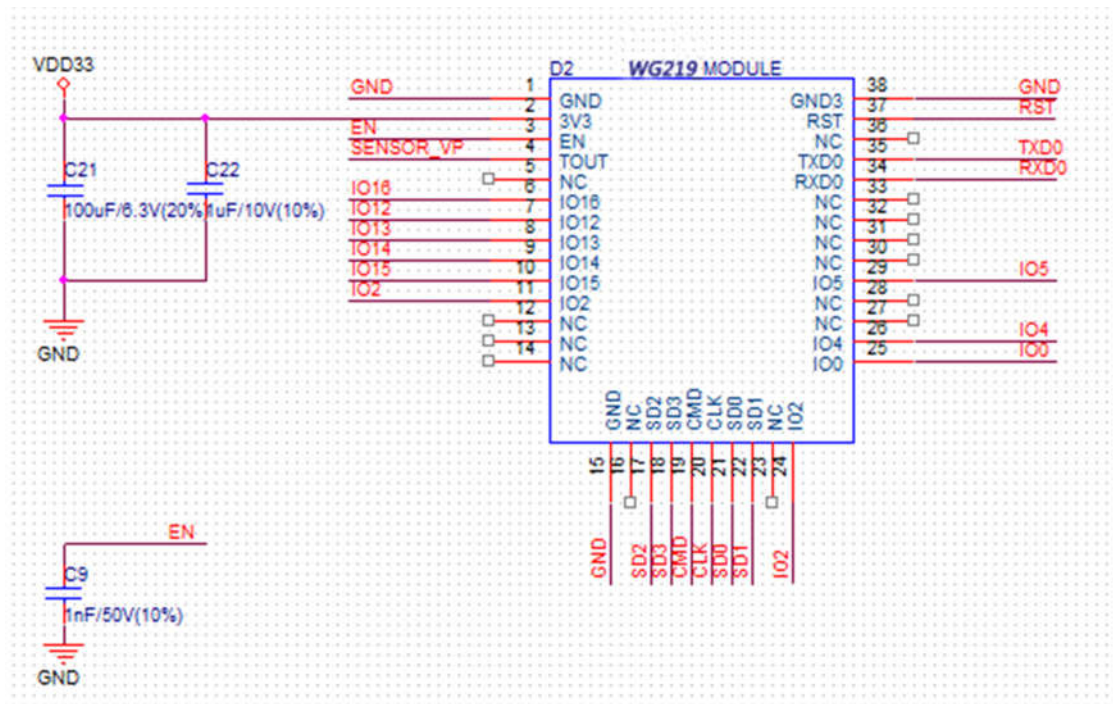 VDD33
C21
100uF/6.3V(20%)
C22
1uF/10V(10%)
GND
EN
C9
1nF/50V(10%)
GND
D2 WG219 MODULE
GND 1 GND
2 3V3
EN 3 EN
SENSOR_VP 4 TOUT
5 NC
IO16 6 IO16
IO12 7 IO12
IO13 8 IO13
IO14 9 IO14
IO15 10 IO15
IO2 11 IO2
12 NC
13 NC
14 NC
GND3 38 GND
RST 37 RST
NC 36
TXD0 35 TXD0
RXD0 34 RXD0
NC 33
NC 32
NC 31
NC 30
IO5 29 IO5
NC 28
NC 27
IO4 26 IO4
IO0 25 IO0
GND 15 GND
NC 16
SD2 17 SD2
SD3 18 SD3
CMD 19 CMD
CLK 20 CLK
SD0 21 SD0
SD1 22 SD1
NC 23
IO2 24 IO2